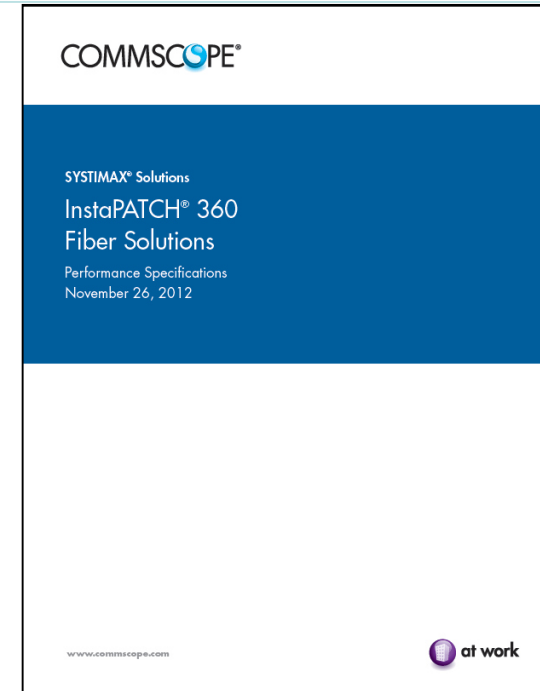 COMMSCOPE®
SYSTIMAX® Solutions
InstaPATCH® 360
Fiber Solutions
Performance Specifications
November 26, 2012
www.commscope.com
at work